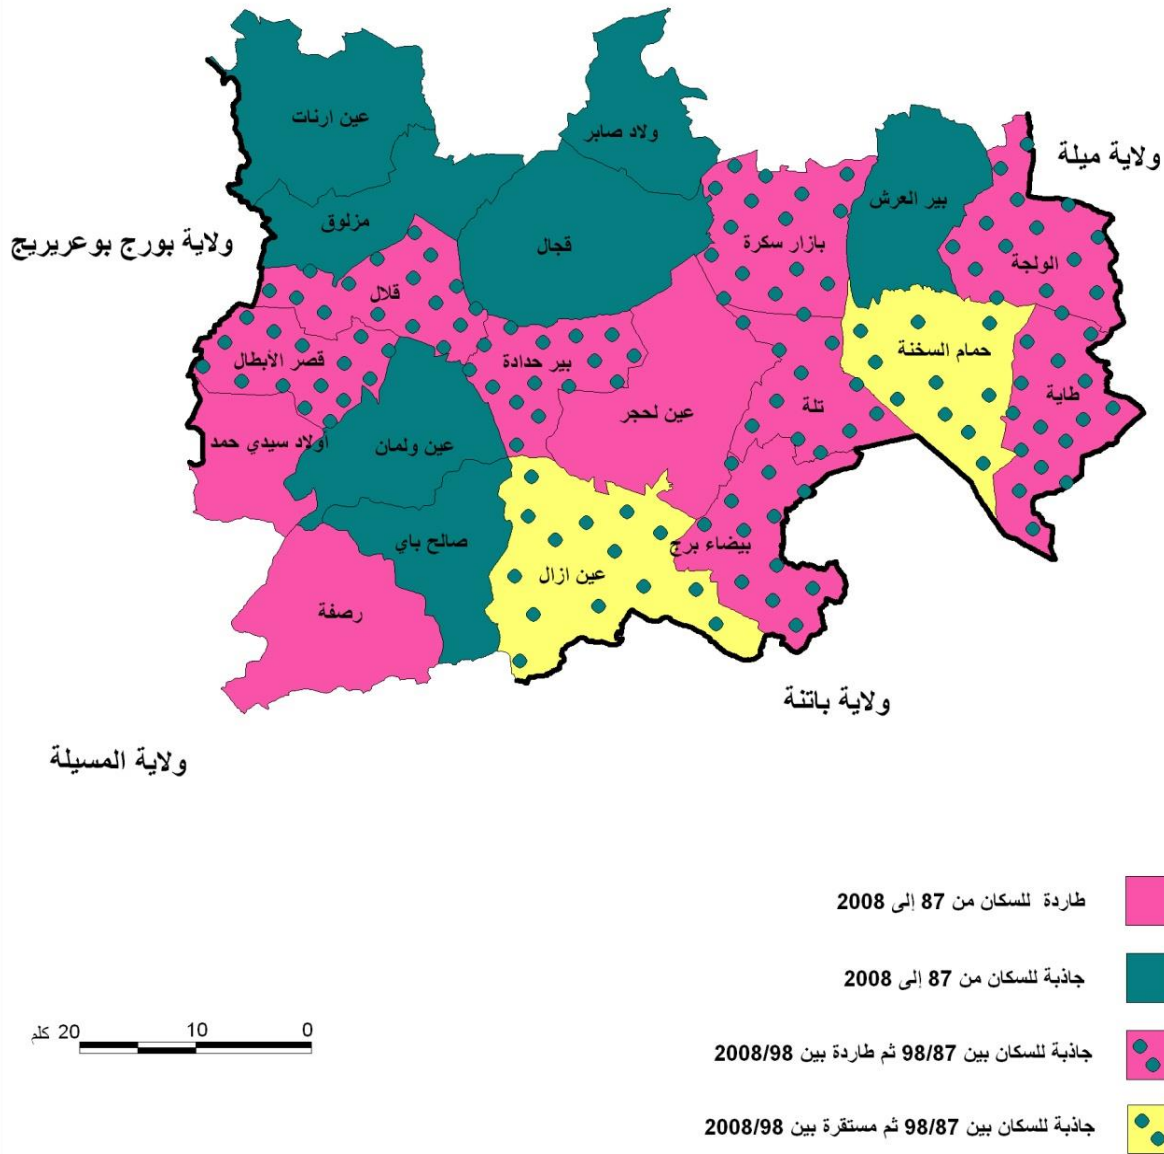 عين ارنات
ولاد صابر
ولاية ميلة
بير العرش
مزلوق
قجال
بازار سكرة
ولاية بورج بوعريريج
الولجة
قلال
حمام السخنة
قصر الأبطال
بير حدادة
طاية
تلة
عين لحجر
اولاد سيدي حمد
عين ولمان
صالح باي
بيضاء برج
عين ازال
رصفة
ولاية باتنة
ولاية المسيلة
طاردة للسكان من 87 إلى 2008
جاذبة للسكان من 87 إلى 2008
0 10 20 كلم
جاذبة للسكان بين 98/87 ثم طاردة بين 2008/98
جاذبة للسكان بين 98/87 ثم مستقرة بين 2008/98